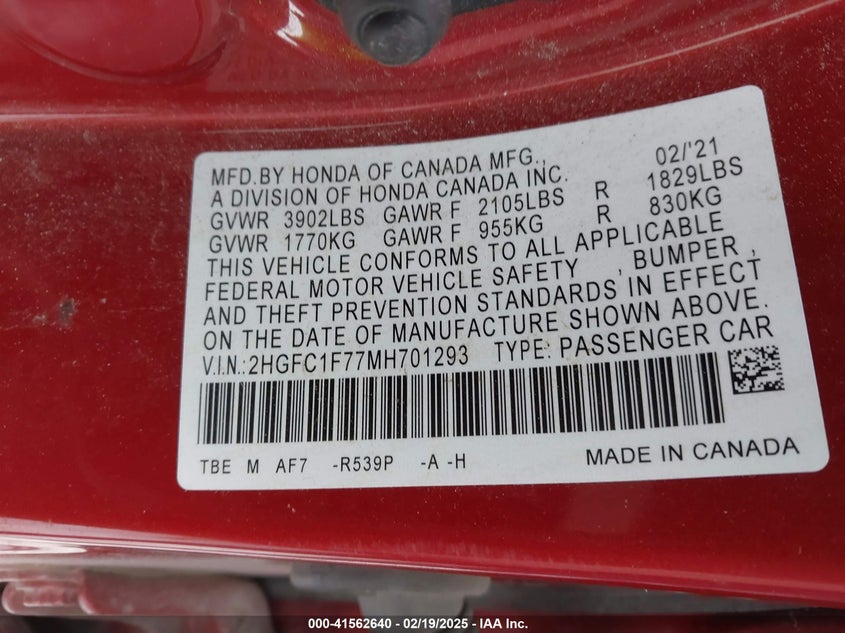 MFD.BY HONDA OF CANADA MFG., 02/'21
A DIVISION OF HONDA CANADA INC.
GVWR 3902LBS GAWR F 2105LBS R 1829LBS
GVWR 1770KG GAWR F 955KG R 830KG
THIS VEHICLE CONFORMS TO ALL APPLICABLE
FEDERAL MOTOR VEHICLE SAFETY , BUMPER ,
AND THEFT PREVENTION STANDARDS IN EFFECT
ON THE DATE OF MANUFACTURE SHOWN ABOVE.
V.I.N.:2HGFC1F77MH701293 TYPE: PASSENGER CAR
TBE M AF7 -R539P -A -H MADE IN CANADA
000-41562640 - 02/19/2025 - IAA Inc.